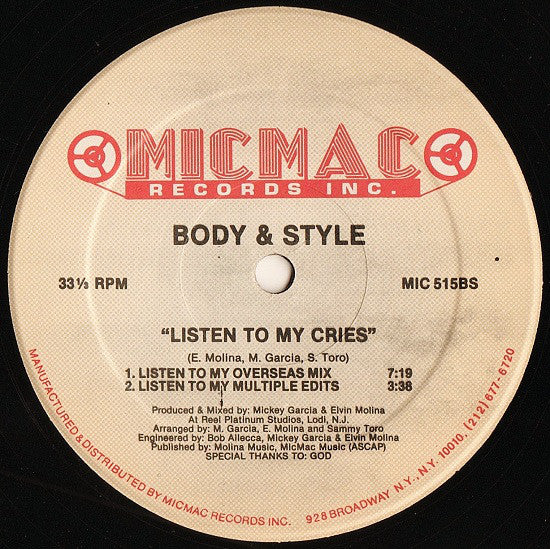 MICMAC
RECORDS INC.
BODY & STYLE
33⅓ RPM
MIC 515BS
"LISTEN TO MY CRIES"
(E. Molina, M. Garcia, S. Toro)
1. LISTEN TO MY OVERSEAS MIX 7:19
2. LISTEN TO MY MULTIPLE EDITS 3:38
Produced & Mixed by: Mickey Garcia & Elvin Molina
At Reel Platinum Studios, Lodi, N.J.
Arranged by: M. Garcia, E. Molina and Sammy Toro
Engineered by: Bob Allecca, Mickey Garcia & Elvin Molina
Published by: Molina Music, MicMac Music (ASCAP)
SPECIAL THANKS TO: GOD
MANUFACTURED & DISTRIBUTED BY MICMAC RECORDS INC. 928 BROADWAY N.Y., N.Y. 10010, (212) 677-6720